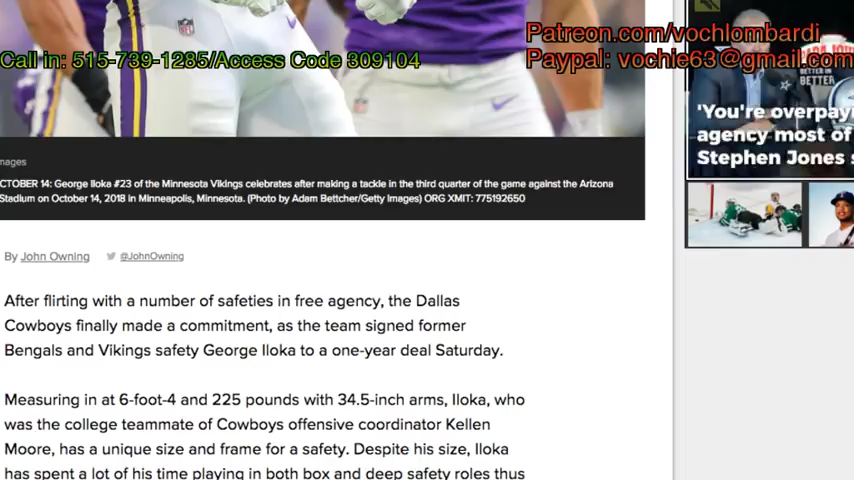 Patreon.com/vochlombardi
Call in: 515-739-1285/Access Code 309104
Paypal: vochie63@gmail.com
NFL
BETTER IN
BETTER
'You're overpay
agency most of
Stephen Jones s
mages
CTOBER 14: George Iloka #23 of the Minnesota Vikings celebrates after making a tackle in the third quarter of the game against the Arizona
Stadium on October 14, 2018 in Minneapolis, Minnesota. (Photo by Adam Bettcher/Getty Images) ORG XMIT: 775192650
By John Owning @JohnOwning
After flirting with a number of safeties in free agency, the Dallas
Cowboys finally made a commitment, as the team signed former
Bengals and Vikings safety George Iloka to a one-year deal Saturday.
Measuring in at 6-foot-4 and 225 pounds with 34.5-inch arms, Iloka, who
was the college teammate of Cowboys offensive coordinator Kellen
Moore, has a unique size and frame for a safety. Despite his size, Iloka
has spent a lot of his time playing in both box and deep safety roles thus